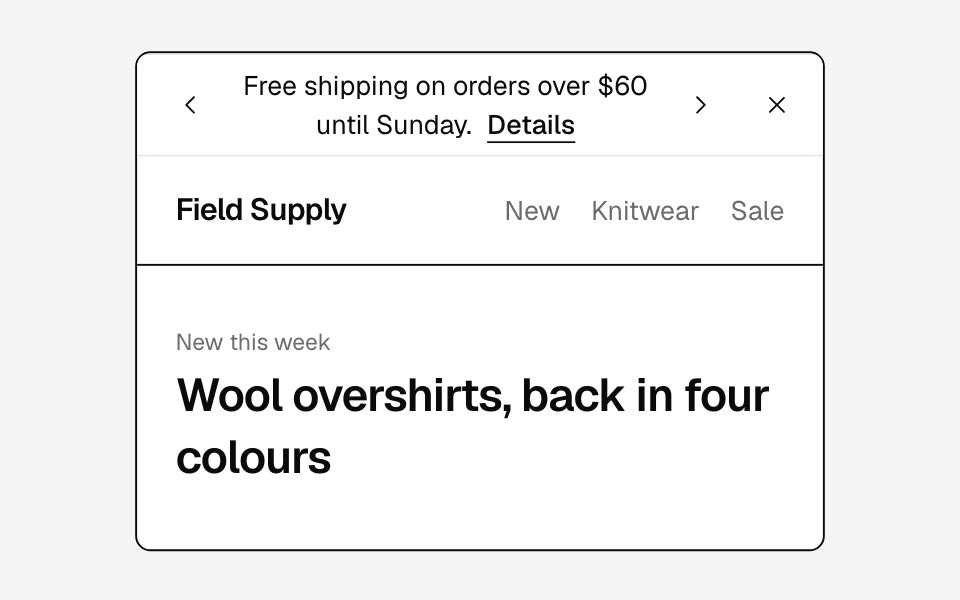 Free shipping on orders over $60
until Sunday. Details
Field Supply
New Knitwear Sale
New this week
Wool overshirts, back in four
colours